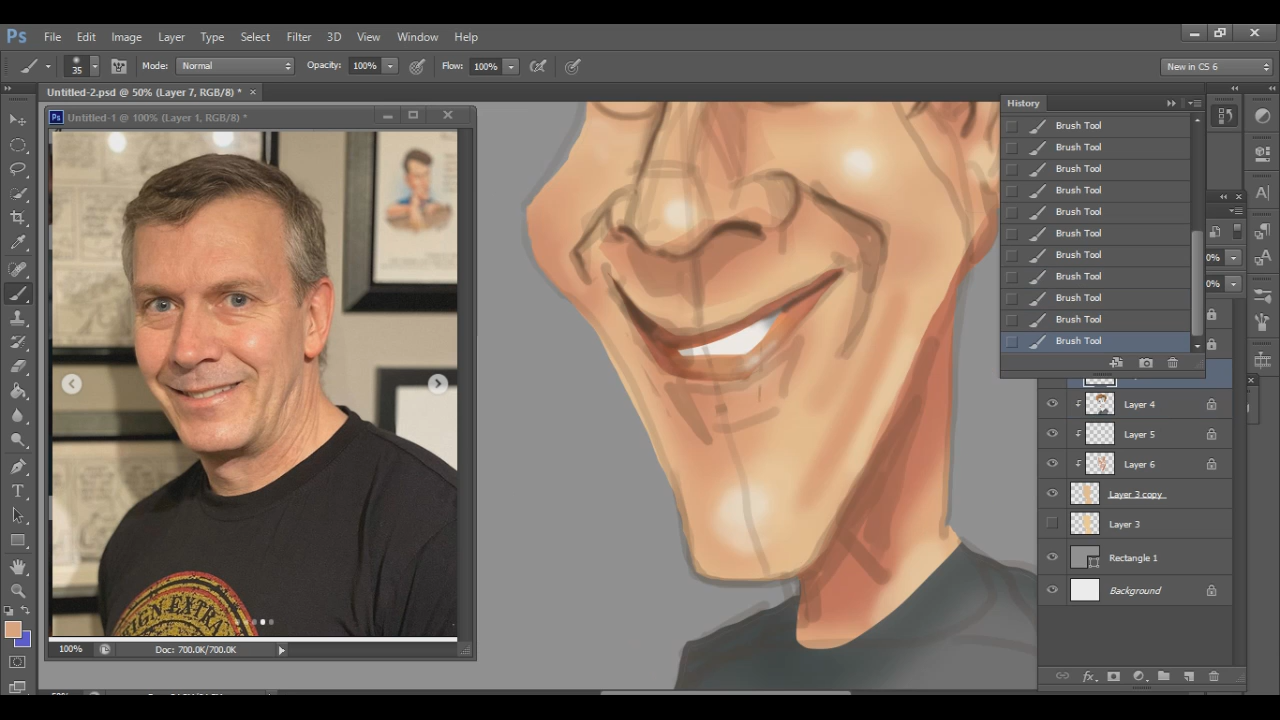 Ps File Edit Image Layer Type Select Filter 3D View Window Help
35 Mode: Normal Opacity: 100% Flow: 100% New in CS 6
Untitled-2.psd @ 50% (Layer 7, RGB/8) * ×
Ps Untitled-1 @ 100% (Layer 1, RGB/8) *
History
Brush Tool
Brush Tool
Brush Tool
Brush Tool
Brush Tool
Brush Tool
Brush Tool
Brush Tool
Brush Tool
Brush Tool
Brush Tool
Layer 4
Layer 5
Layer 6
Layer 3 copy
Layer 3
Rectangle 1
Background
IGN EXTRA
100% Doc: 700.0K/700.0K
fx